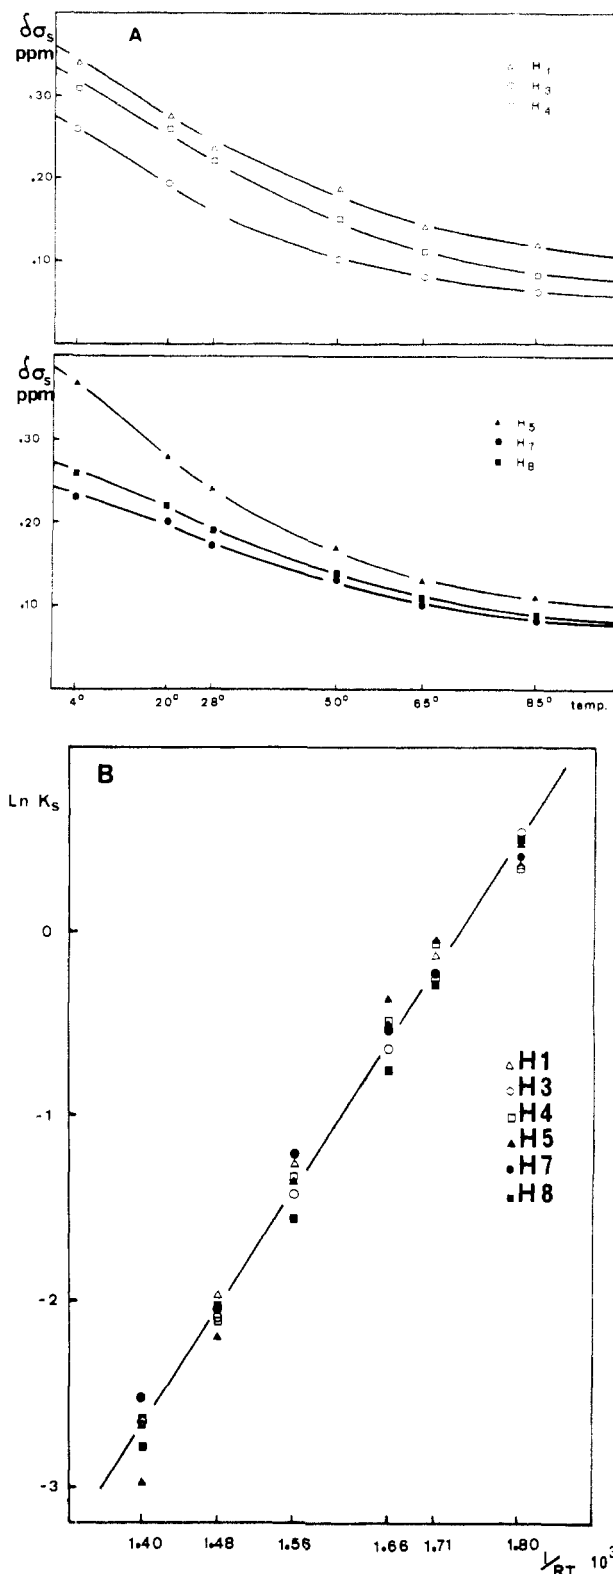 A
δσs
ppm
.30
.20
.10
△ H1
○ H3
□ H4
δσs
ppm
.30
.20
.10
▲ H5
● H7
■ H8
4° 20° 28° 50° 65° 85° temp.
B
Ln Ks
0
-1
-2
-3
△ H1
○ H3
□ H4
▲ H5
● H7
■ H8
1.40 1.48 1.56 1.66 1.71 1.80
1/RT 10³